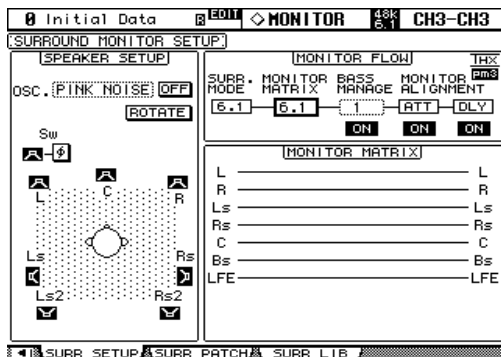 0 Initial Data EDIT MONITOR 48k 6.1 CH3-CH3
SURROUND MONITOR SETUP
SPEAKER SETUP
OSC. PINK NOISE OFF
ROTATE
Sw
φ
L C R
Ls Rs
Ls2 Rs2
MONITOR FLOW THX pm3
SURR. MODE MONITOR MATRIX BASS MANAGE MONITOR ALIGNMENT
6.1 6.1 1 ATT DLY
ON ON ON
MONITOR MATRIX
L L
R R
Ls Ls
Rs Rs
C C
Bs Bs
LFE LFE
SURR SETUP SURR PATCH SURR LIB